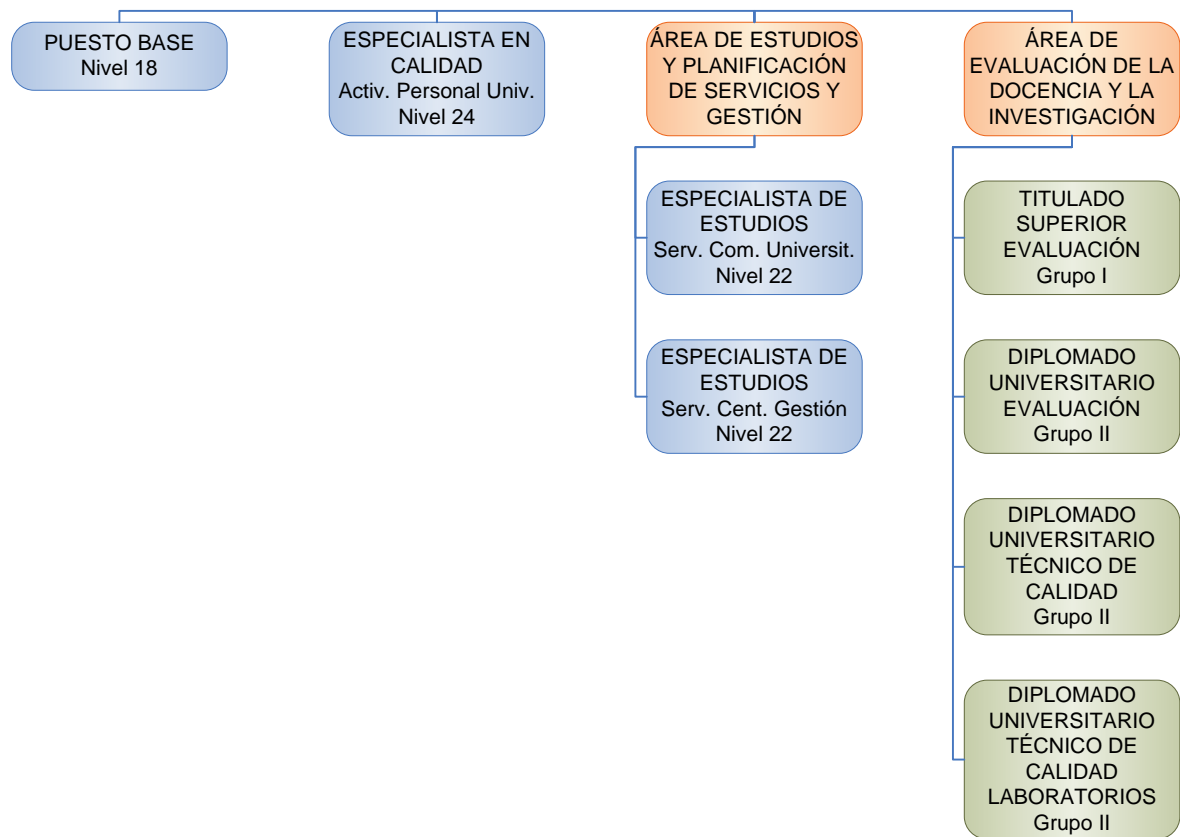 PUESTO BASE
Nivel 18
ESPECIALISTA EN
CALIDAD
Activ. Personal Univ.
Nivel 24
ÁREA DE ESTUDIOS
Y PLANIFICACIÓN
DE SERVICIOS Y
GESTIÓN
ÁREA DE
EVALUACIÓN DE LA
DOCENCIA Y LA
INVESTIGACIÓN
ESPECIALISTA DE
ESTUDIOS
Serv. Com. Universit.
Nivel 22
ESPECIALISTA DE
ESTUDIOS
Serv. Cent. Gestión
Nivel 22
TITULADO
SUPERIOR
EVALUACIÓN
Grupo I
DIPLOMADO
UNIVERSITARIO
EVALUACIÓN
Grupo II
DIPLOMADO
UNIVERSITARIO
TÉCNICO DE
CALIDAD
Grupo II
DIPLOMADO
UNIVERSITARIO
TÉCNICO DE
CALIDAD
LABORATORIOS
Grupo II